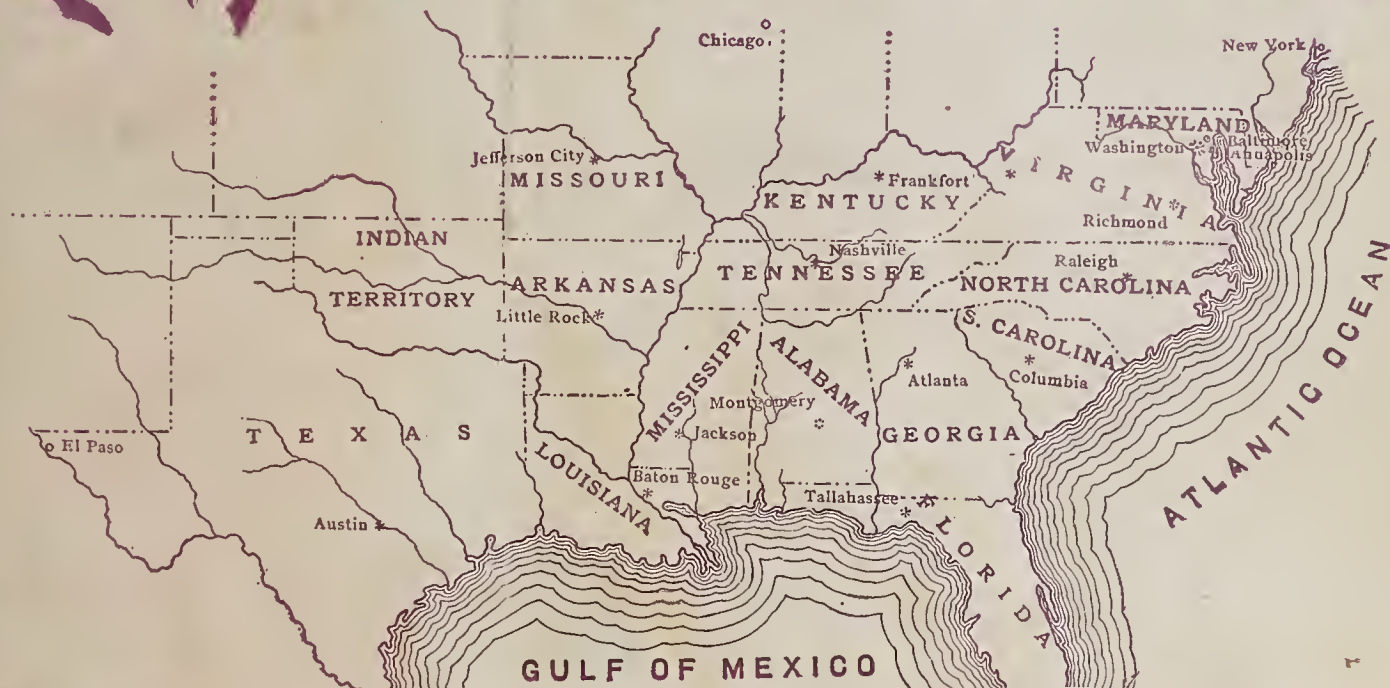 Chicago
New York
MARYLAND
Washington
Baltimore
Annapolis
Jefferson City
MISSOURI
Frankfort
KENTUCKY
VIRGINIA
Richmond
INDIAN
TERRITORY
Nashville
TENNESSEE
Raleigh
NORTH CAROLINA
ARKANSAS
Little Rock
S. CAROLINA
Columbia
MISSISSIPPI
ALABAMA
Atlanta
Montgomery
Jackson
GEORGIA
TEXAS
El Paso
LOUISIANA
Baton Rouge
Tallahassee
FLORIDA
Austin
ATLANTIC OCEAN
GULF OF MEXICO